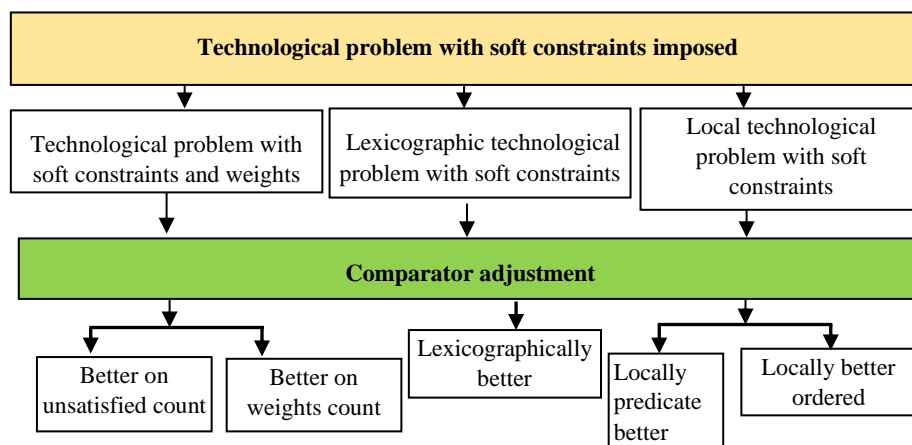 Technological problem with soft constraints imposed
Technological problem with
soft constraints and weights
Lexicographic technological
problem with soft constraints
Local technological
problem with soft
constraints
Comparator adjustment
Better on
unsatisfied count
Better on
weights count
Lexicographically
better
Locally
predicate
better
Locally better
ordered